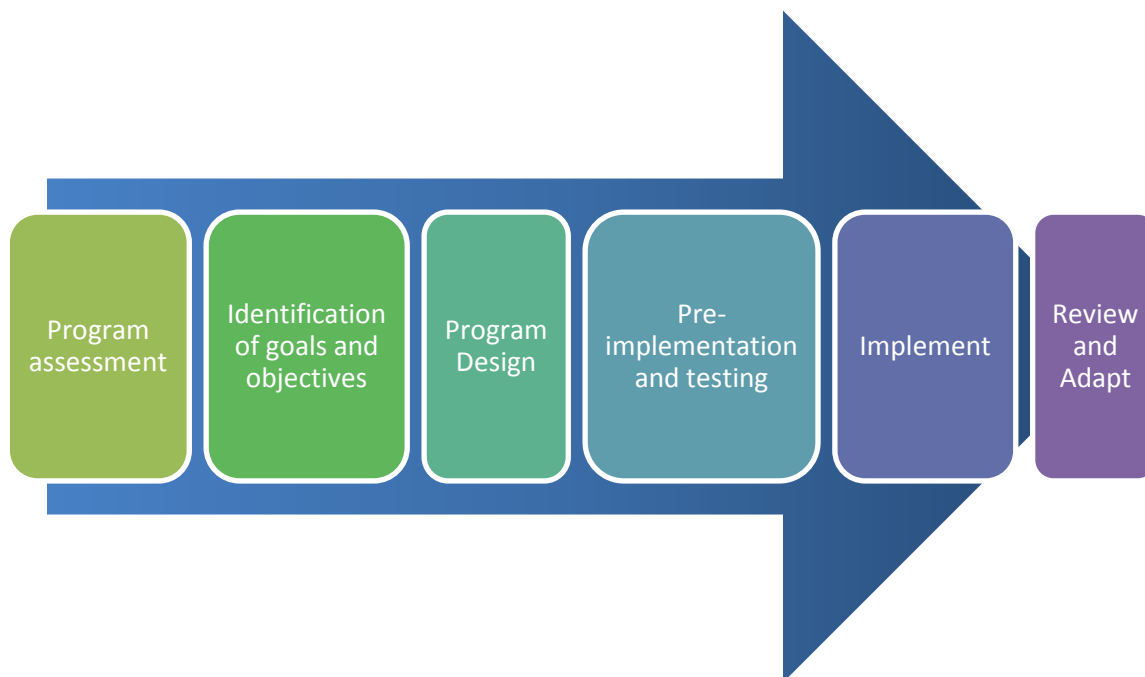 Program
assessment
Identification
of goals and
objectives
Program
Design
Pre-
implementation
and testing
Implement
Review
and
Adapt